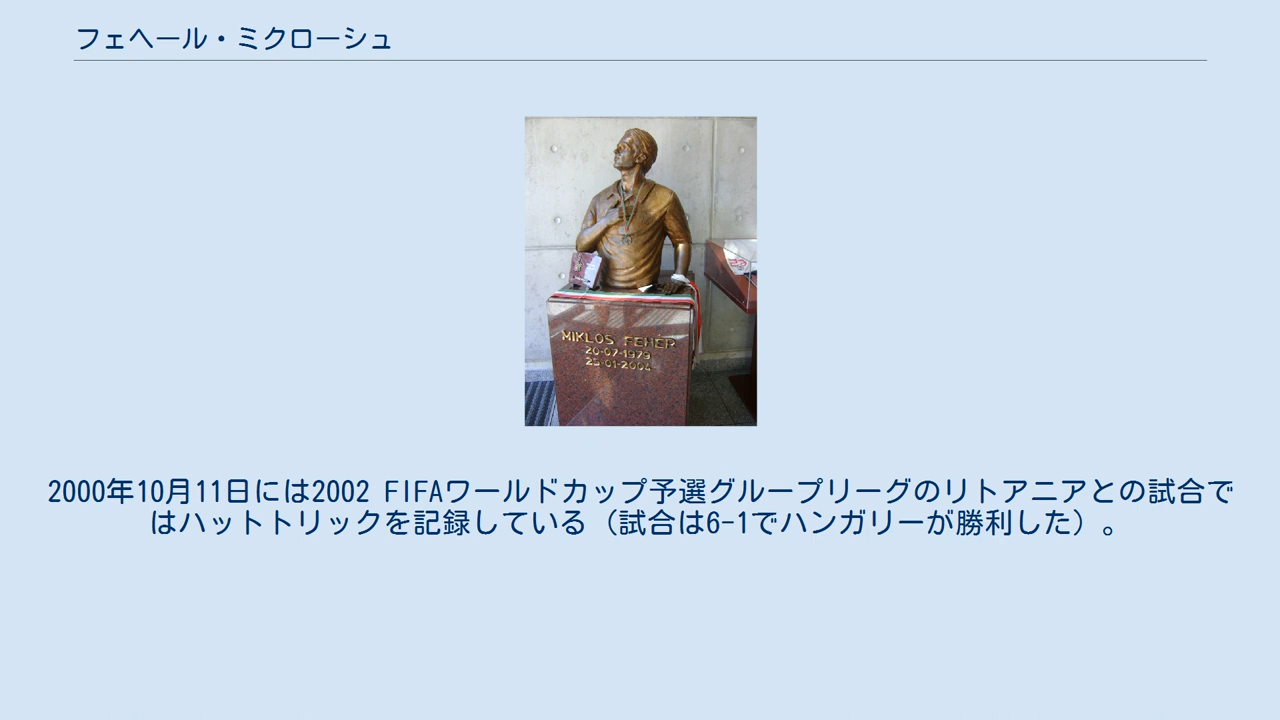 フェヘール・ミクローシュ
MIKLOS FEHER
20-07-1979
25-01-2004
2000年10月11日には2002 FIFAワールドカップ予選グループリーグのリトアニアとの試合で
はハットトリックを記録している（試合は6-1でハンガリーが勝利した）。